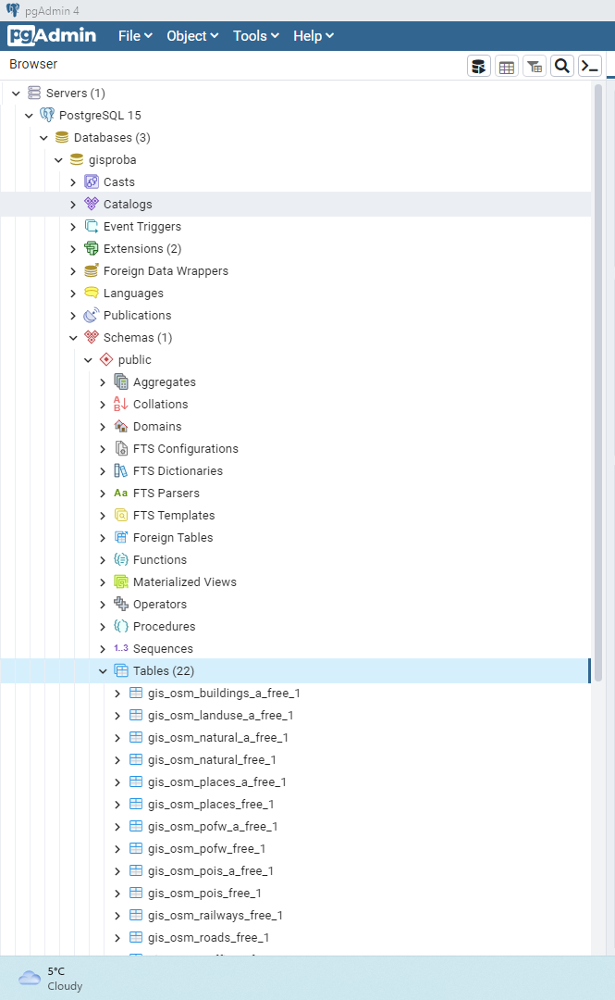 pgAdmin 4
pgAdmin File Object Tools Help
Browser
Servers (1)
PostgreSQL 15
Databases (3)
gisproba
Casts
Catalogs
Event Triggers
Extensions (2)
Foreign Data Wrappers
Languages
Publications
Schemas (1)
public
Aggregates
Collations
Domains
FTS Configurations
FTS Dictionaries
Aa FTS Parsers
FTS Templates
Foreign Tables
Functions
Materialized Views
Operators
Procedures
1..3 Sequences
Tables (22)
gis_osm_buildings_a_free_1
gis_osm_landuse_a_free_1
gis_osm_natural_a_free_1
gis_osm_natural_free_1
gis_osm_places_a_free_1
gis_osm_places_free_1
gis_osm_pofw_a_free_1
gis_osm_pofw_free_1
gis_osm_pois_a_free_1
gis_osm_pois_free_1
gis_osm_railways_free_1
gis_osm_roads_free_1
5°C
Cloudy